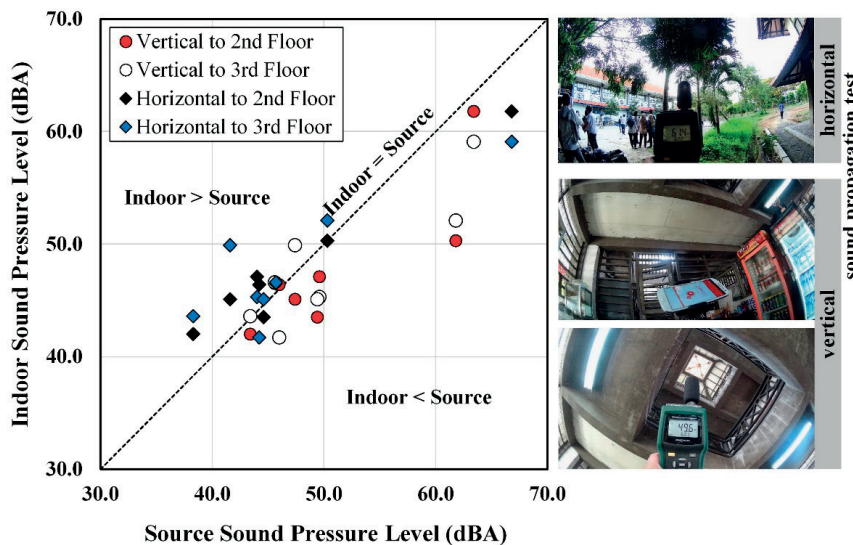 70.0
60.0
50.0
40.0
30.0
30.0
40.0
50.0
60.0
70.0
Indoor Sound Pressure Level (dBA)
Source Sound Pressure Level (dBA)
Vertical to 2nd Floor
Vertical to 3rd Floor
Horizontal to 2nd Floor
Horizontal to 3rd Floor
Indoor > Source
Indoor = Source
Indoor < Source
horizontal
vertical
sound propagation test
49.6